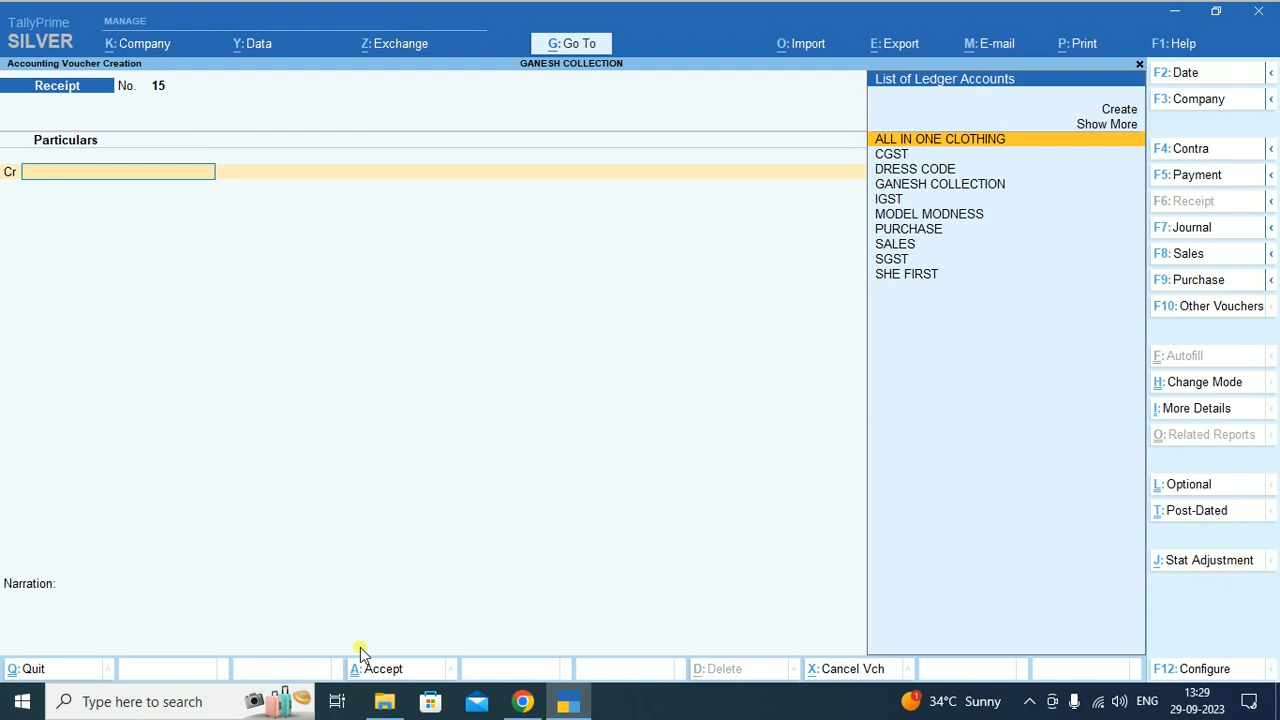 TallyPrime
SILVER
MANAGE
K: Company
Y: Data
Z: Exchange
G: Go To
O: Import
E: Export
M: E-mail
P: Print
F1: Help
Accounting Voucher Creation
GANESH COLLECTION
Receipt No. 15
Particulars
Cr
Narration:
List of Ledger Accounts
Create
Show More
ALL IN ONE CLOTHING
CGST
DRESS CODE
GANESH COLLECTION
IGST
MODEL MODNESS
PURCHASE
SALES
SGST
SHE FIRST
F2: Date
F3: Company
F4: Contra
F5: Payment
F6: Receipt
F7: Journal
F8: Sales
F9: Purchase
F10: Other Vouchers
F: Autofill
H: Change Mode
I: More Details
O: Related Reports
L: Optional
T: Post-Dated
J: Stat Adjustment
Q: Quit
A: Accept
D: Delete
X: Cancel Vch
F12: Configure
Type here to search
1
34°C Sunny
ENG
13:29
29-09-2023